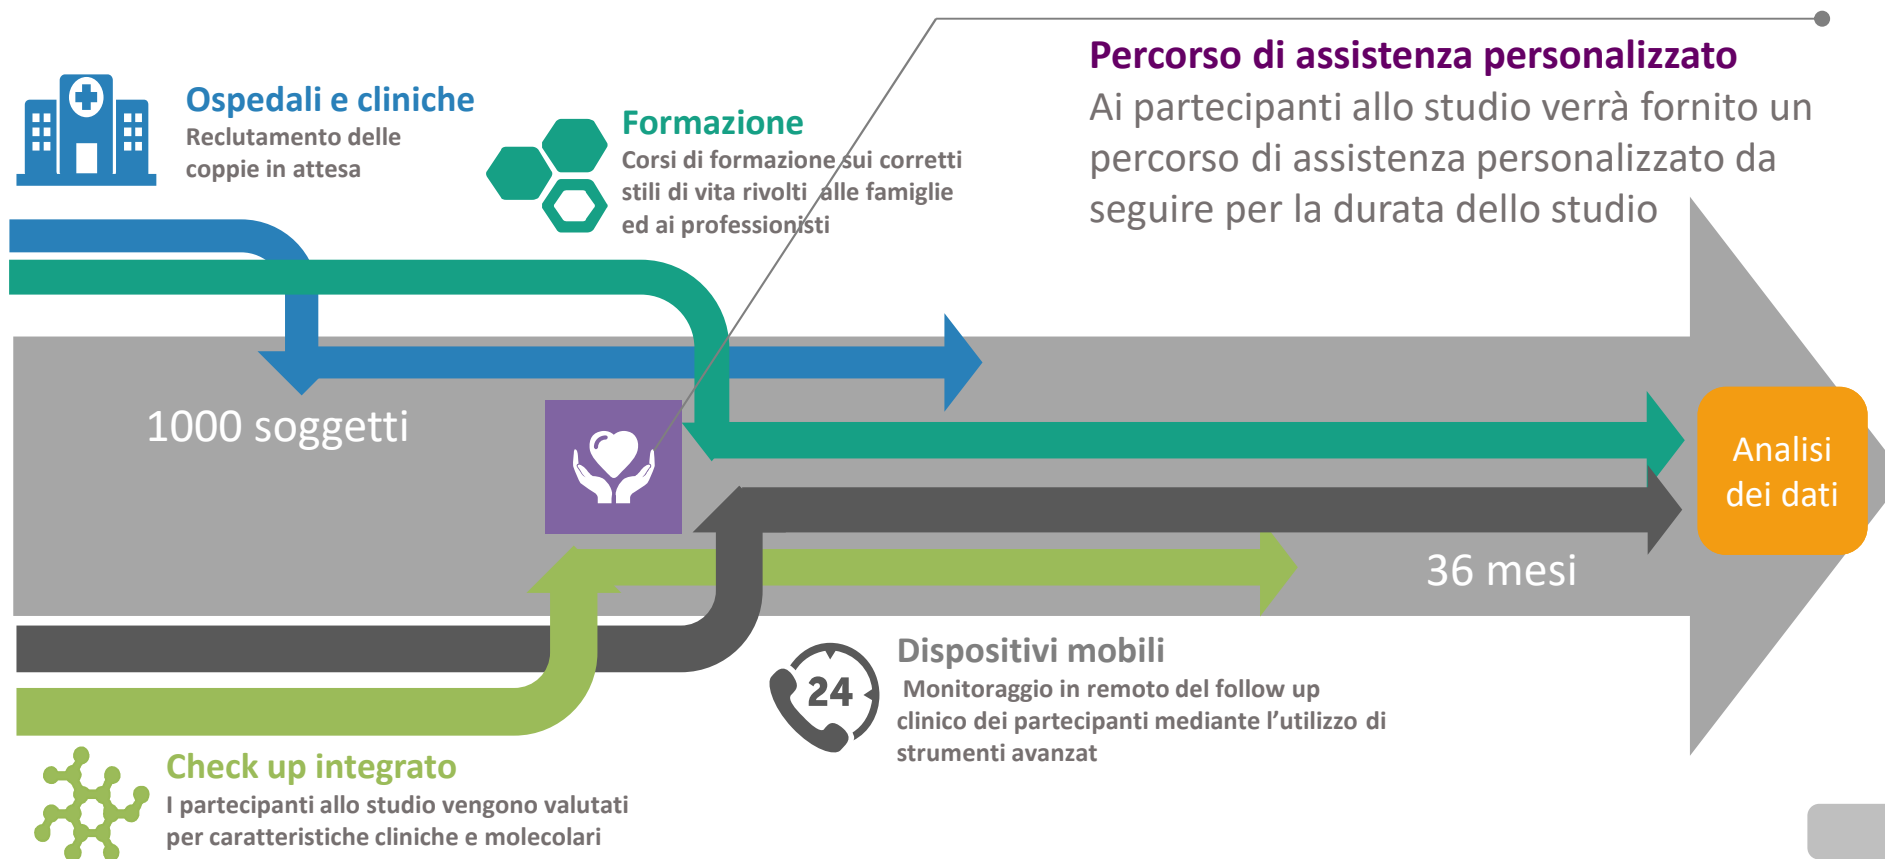 Ospedali e cliniche
Reclutamento delle
coppie in attesa
Formazione
Corsi di formazione sui corretti
stili di vita rivolti alle famiglie
ed ai professionisti
Percorso di assistenza personalizzato
Ai partecipanti allo studio verrà fornito un
percorso di assistenza personalizzato da
seguire per la durata dello studio
1000 soggetti
Analisi
dei dati
36 mesi
24
Dispositivi mobili
Monitoraggio in remoto del follow up
clinico dei partecipanti mediante l’utilizzo di
strumenti avanzat
Check up integrato
I partecipanti allo studio vengono valutati
per caratteristiche cliniche e molecolari